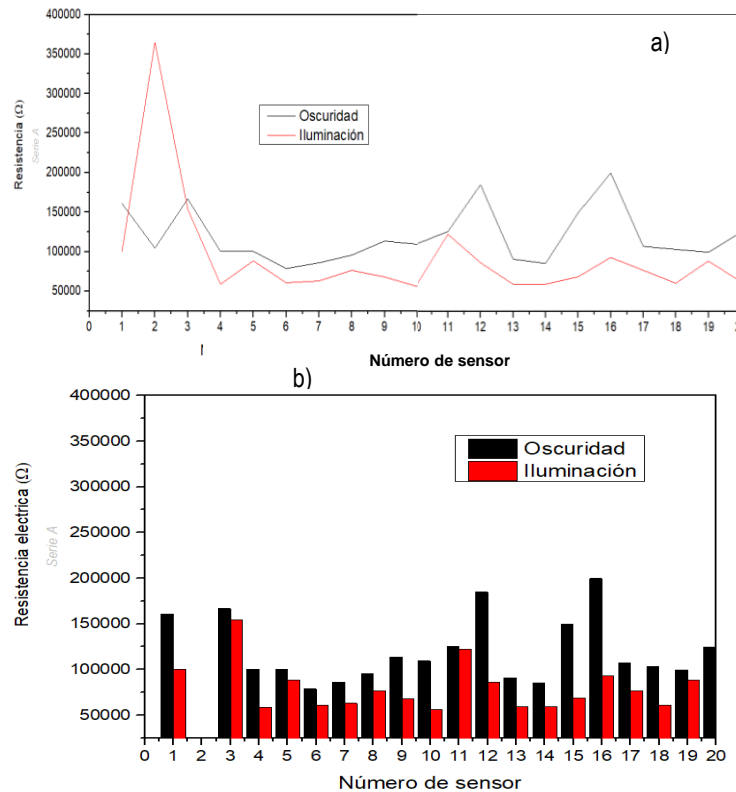 a)
400000
350000
300000
250000
200000
150000
100000
50000
Resistencia (Ω)
Serie A
Oscuridad
Iluminación
0 1 2 3 4 5 6 7 8 9 10 11 12 13 14 15 16 17 18 19
Número de sensor
b)
400000
350000
300000
250000
200000
150000
100000
50000
Resistencia electrica (Ω)
Serie A
Oscuridad
Iluminación
0 1 2 3 4 5 6 7 8 9 10 11 12 13 14 15 16 17 18 19 20
Número de sensor